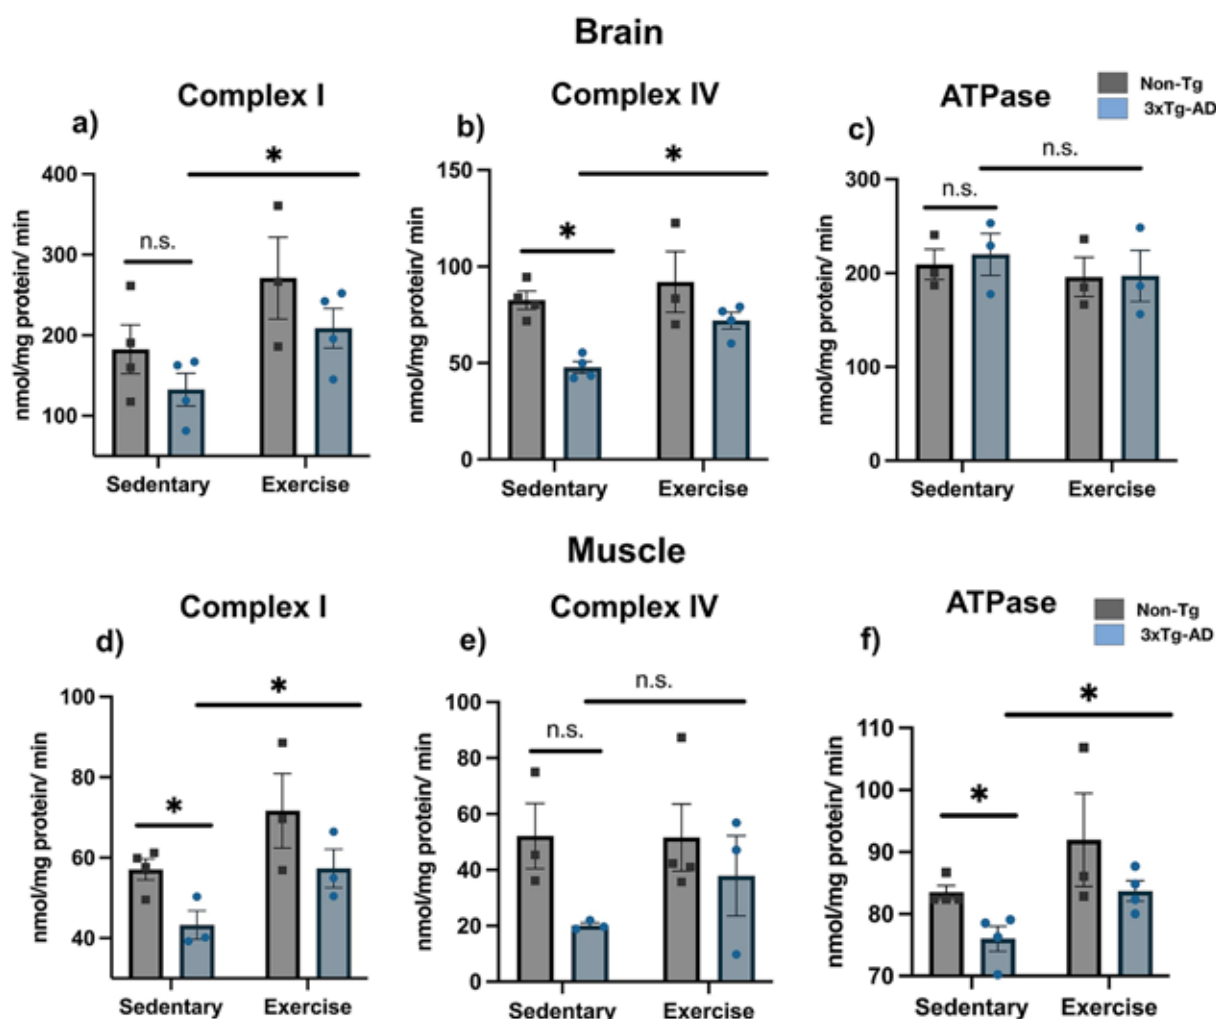 Brain
Complex I
Complex IV
ATPase
Non-Tg
3xTg-AD
a)
b)
c)
*
*
n.s.
n.s.
*
n.s.
nmol/mg protein/ min
400
300
200
100
Sedentary
Exercise
nmol/mg protein/ min
150
100
50
0
Sedentary
Exercise
nmol/mg protein/ min
300
200
100
0
Sedentary
Exercise
Muscle
Complex I
Complex IV
ATPase
Non-Tg
3xTg-AD
d)
e)
f)
*
n.s.
*
*
n.s.
*
nmol/mg protein/ min
100
80
60
40
Sedentary
Exercise
nmol/mg protein/ min
100
80
60
40
20
0
Sedentary
Exercise
nmol/mg protein/ min
110
100
90
80
70
Sedentary
Exercise